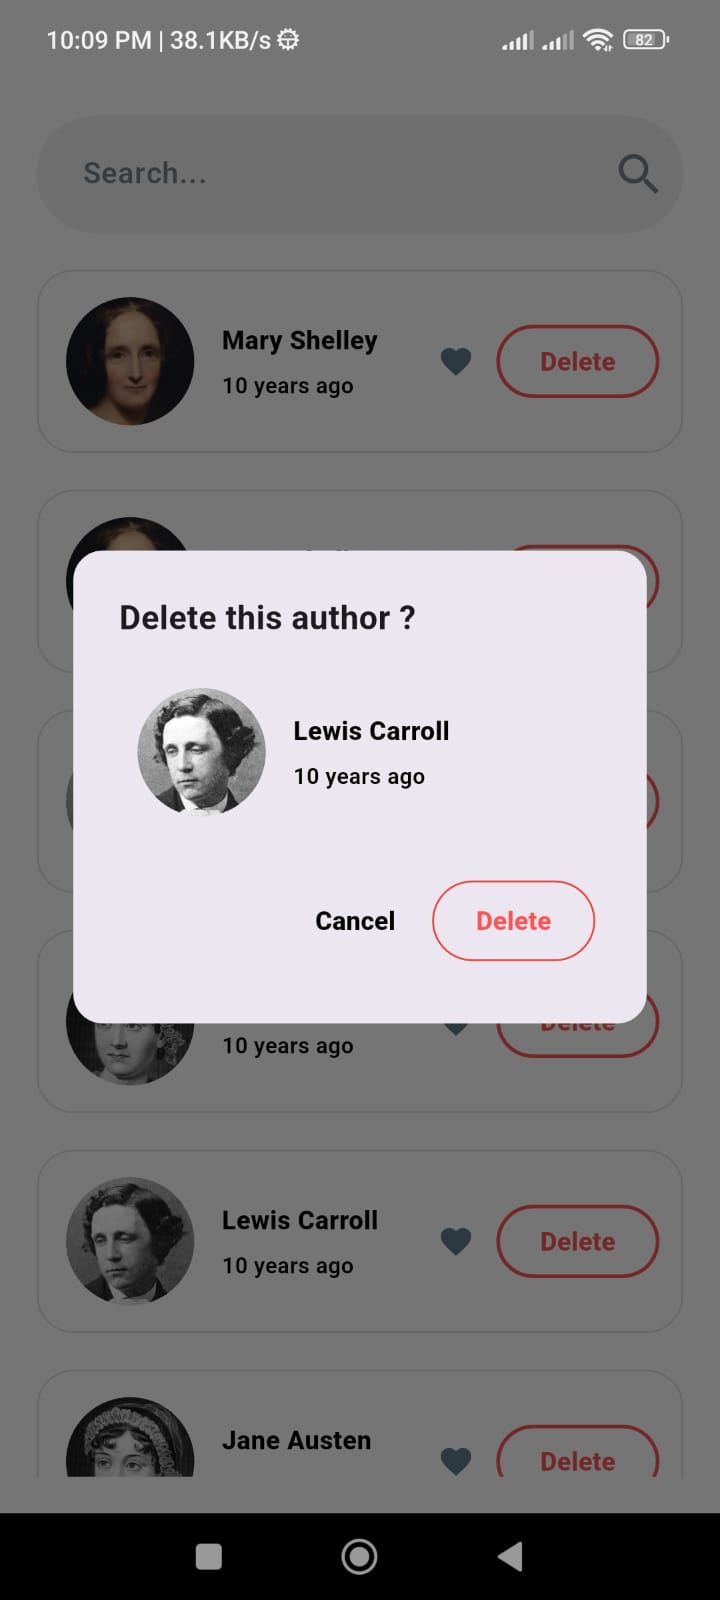 10:09 PM | 38.1KB/s
82
Search...
Mary Shelley
10 years ago
Delete
Delete this author ?
Lewis Carroll
10 years ago
Cancel
Delete
Delete
10 years ago
Lewis Carroll
10 years ago
Delete
Jane Austen
Delete